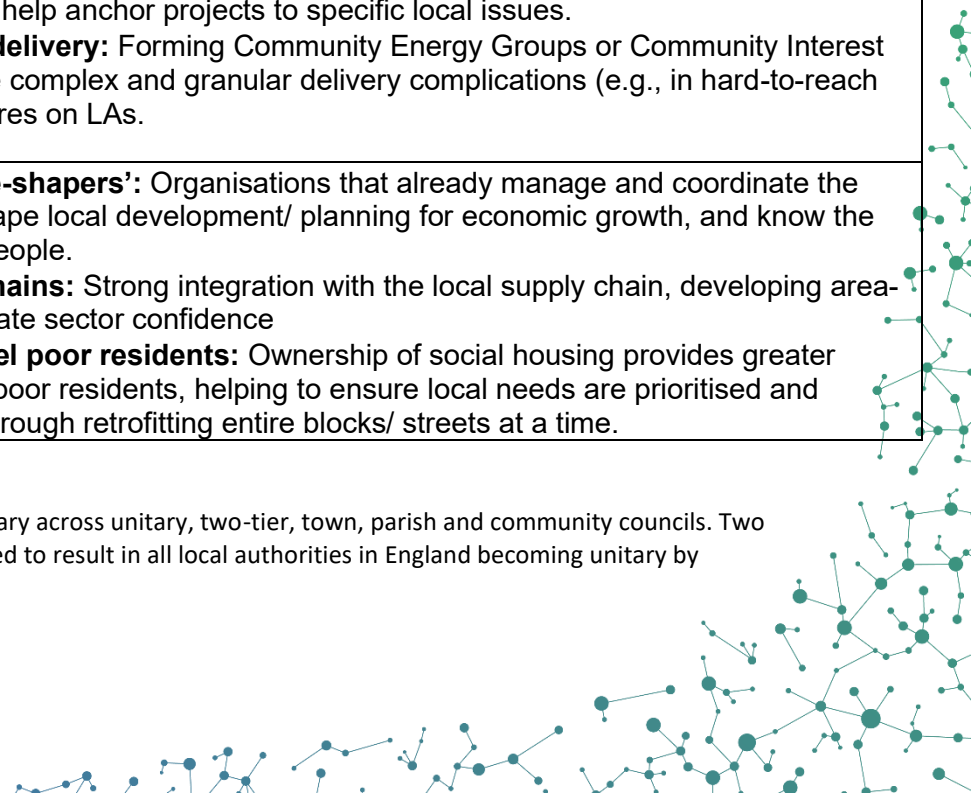 help anchor projects to specific local issues.
delivery: Forming Community Energy Groups or Community Interest
complex and granular delivery complications (e.g., in hard-to-reach
res on LAs.
-shapers’: Organisations that already manage and coordinate the
ape local development/ planning for economic growth, and know the
eople.
hains: Strong integration with the local supply chain, developing area-
ate sector confidence
el poor residents: Ownership of social housing provides greater
poor residents, helping to ensure local needs are prioritised and
rough retrofitting entire blocks/ streets at a time.
ary across unitary, two-tier, town, parish and community councils. Two
ed to result in all local authorities in England becoming unitary by